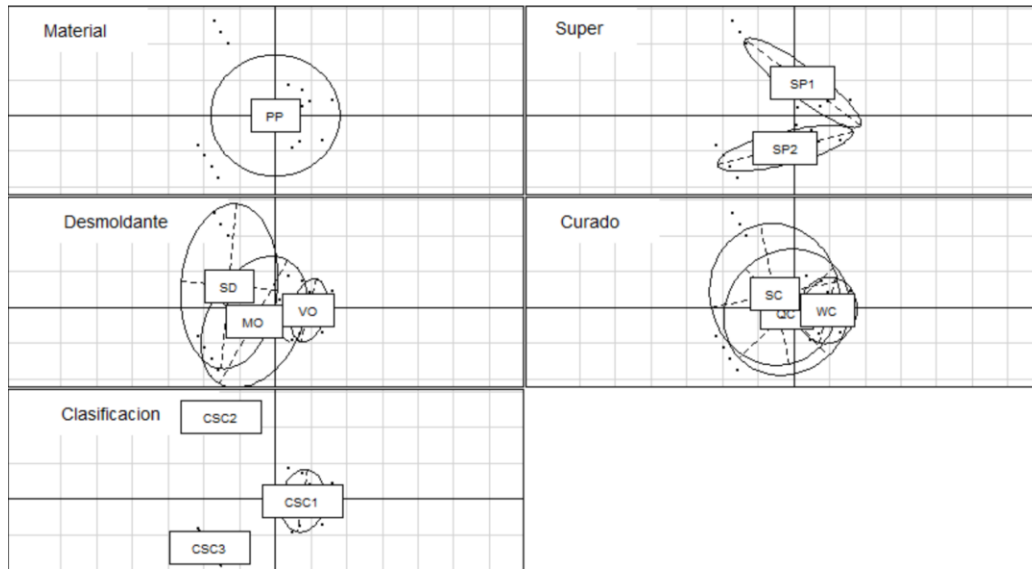 Material
PP
Super
SP1
SP2
Desmoldante
SD
MO
VO
Curado
SC
QC
WC
Clasificacion
CSC2
CSC1
CSC3